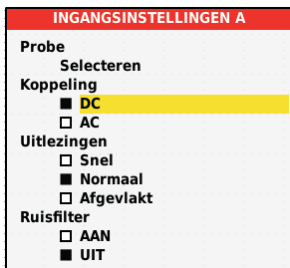 INGANGSINSTELLINGEN A
Probe
Selecteren
Koppeling
DC
AC
Uitlezingen
Snel
Normaal
Afgevlakt
Ruisfilter
AAN
UIT